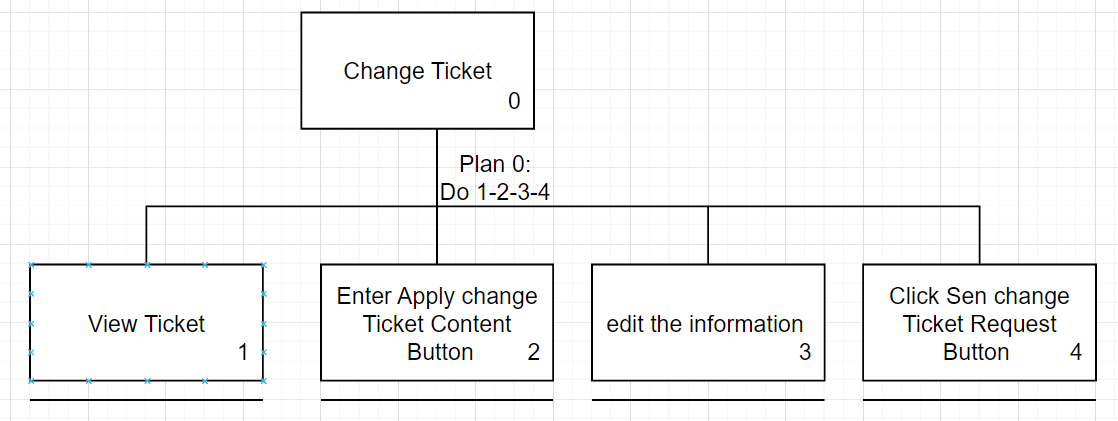 Change Ticket
0
Plan 0:
Do 1-2-3-4
View Ticket
1
Enter Apply change
Ticket Content
Button 2
edit the information
3
Click Sen change
Ticket Request
Button 4